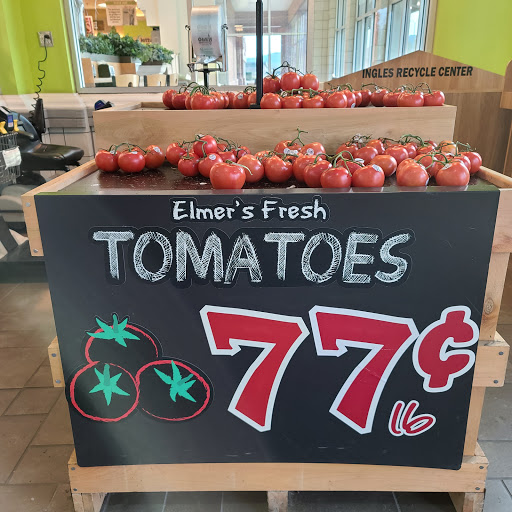 INGLES RECYCLE CENTER
Elmer's Fresh
TOMATOES
77¢
lb